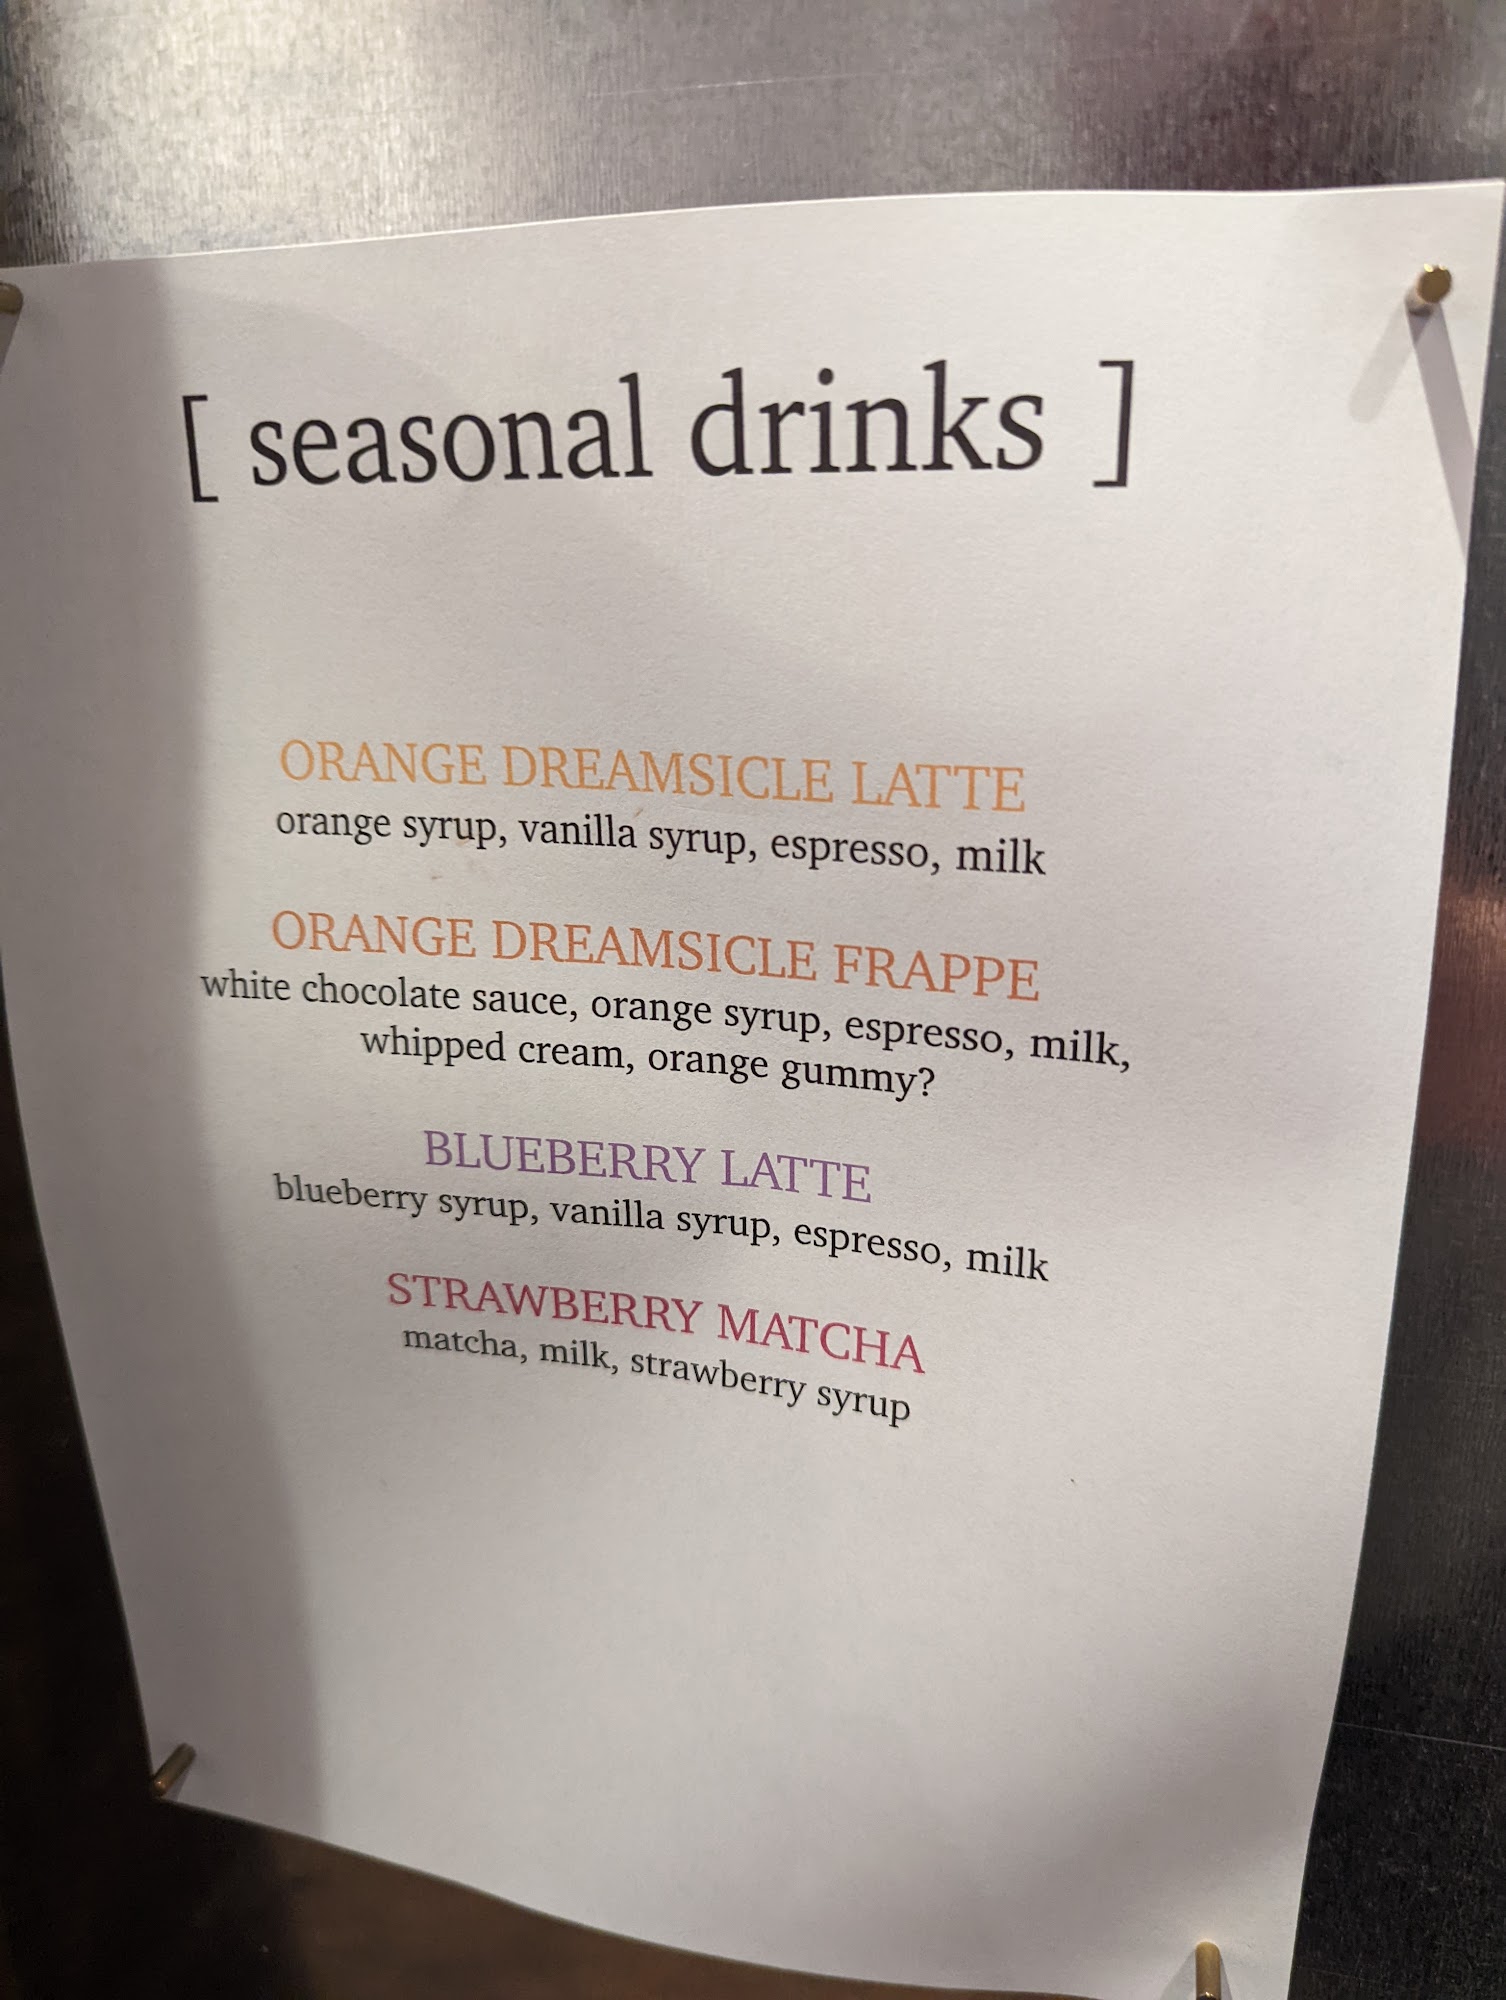 [ seasonal drinks ]
ORANGE DREAMSICLE LATTE
orange syrup, vanilla syrup, espresso, milk
ORANGE DREAMSICLE FRAPPE
white chocolate sauce, orange syrup, espresso, milk,
whipped cream, orange gummy?
BLUEBERRY LATTE
blueberry syrup, vanilla syrup, espresso, milk
STRAWBERRY MATCHA
matcha, milk, strawberry syrup